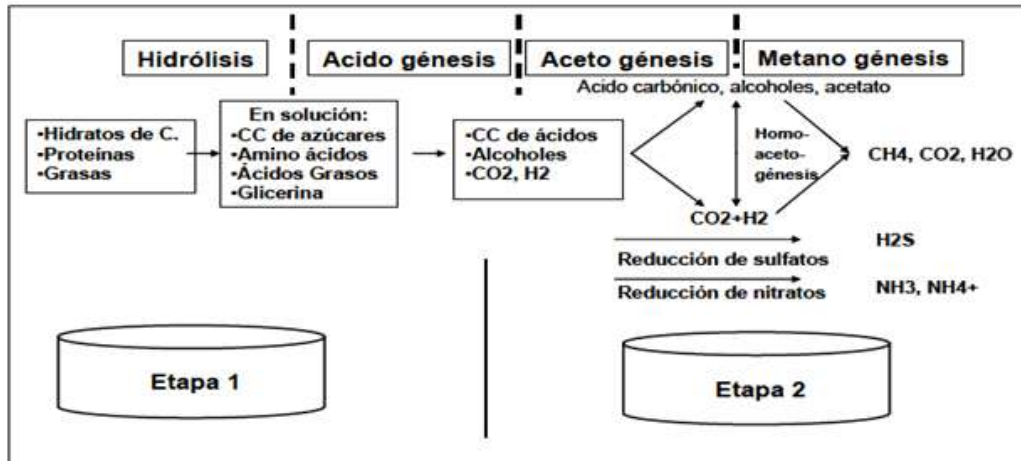 Hidrólisis
Acido génesis
Aceto génesis
Metano génesis
Acido carbónico, alcoholes, acetato
•Hidratos de C.
•Proteínas
•Grasas
En solución:
•CC de azúcares
•Amino ácidos
•Ácidos Grasos
•Glicerina
•CC de ácidos
•Alcoholes
•CO2, H2
Homo-
aceto-
génesis
CH4, CO2, H2O
CO2+H2
Reducción de sulfatos
H2S
Reducción de nitratos
NH3, NH4+
Etapa 1
Etapa 2